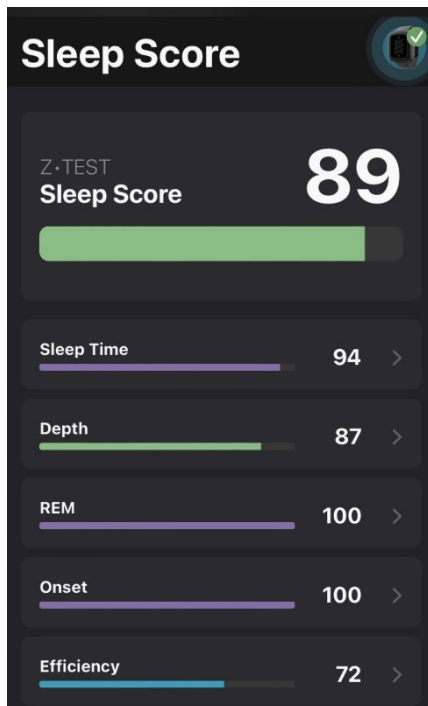 Sleep Score
Z·TEST
Sleep Score
89
Sleep Time
94
Depth
87
REM
100
Onset
100
Efficiency
72